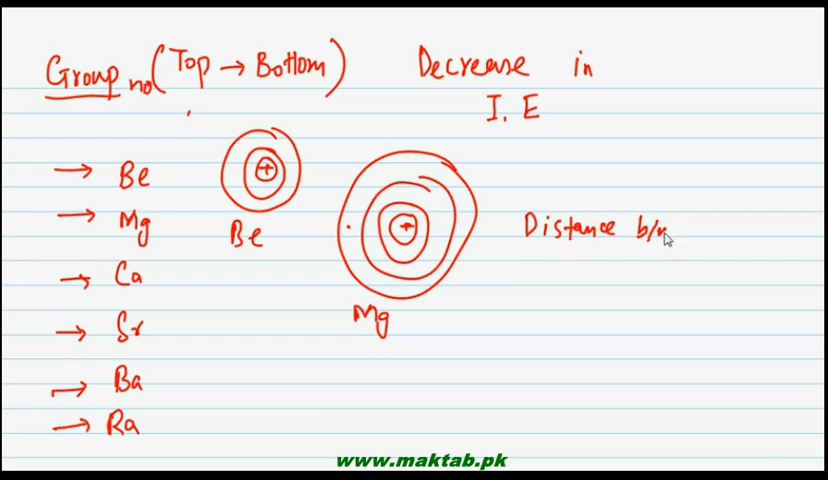 Group no (Top → Bottom) Decrease in
I. E
→ Be
→ Mg
→ Ca
→ Sr
→ Ba
→ Ra
+
Be
+
Mg
Distance b/n
www.maktab.pk